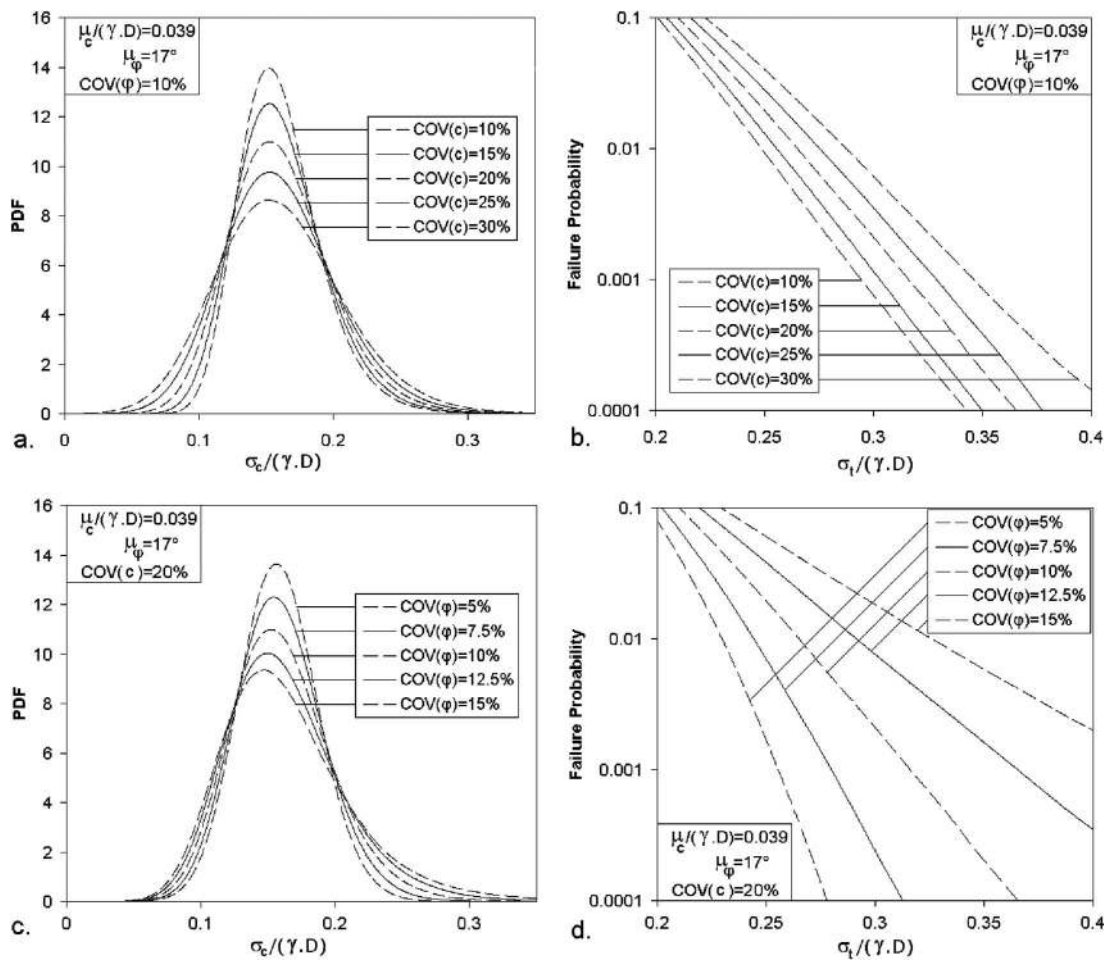 16
14
12
10
8
6
4
2
0
PDF
μc/(γ.D)=0.039
μφ=17°
COV(φ)=10%
COV(c)=10%
COV(c)=15%
COV(c)=20%
COV(c)=25%
COV(c)=30%
0 0.1 0.2 0.3
σc/(γ.D)
a.
0.1
0.01
0.001
0.0001
Failure Probability
μc/(γ.D)=0.039
μφ=17°
COV(φ)=10%
COV(c)=10%
COV(c)=15%
COV(c)=20%
COV(c)=25%
COV(c)=30%
0.2 0.25 0.3 0.35 0.4
σt/(γ.D)
b.
16
14
12
10
8
6
4
2
0
PDF
μc/(γ.D)=0.039
μφ=17°
COV(c)=20%
COV(φ)=5%
COV(φ)=7.5%
COV(φ)=10%
COV(φ)=12.5%
COV(φ)=15%
0 0.1 0.2 0.3
σc/(γ.D)
c.
0.1
0.01
0.001
0.0001
Failure Probability
COV(φ)=5%
COV(φ)=7.5%
COV(φ)=10%
COV(φ)=12.5%
COV(φ)=15%
μc/(γ.D)=0.039
μφ=17°
COV(c)=20%
0.2 0.25 0.3 0.35 0.4
σt/(γ.D)
d.